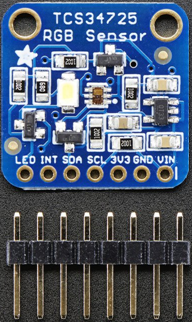 TCS34725
RGB Sensor
LED INT SDA SCL 3V3 GND VIN